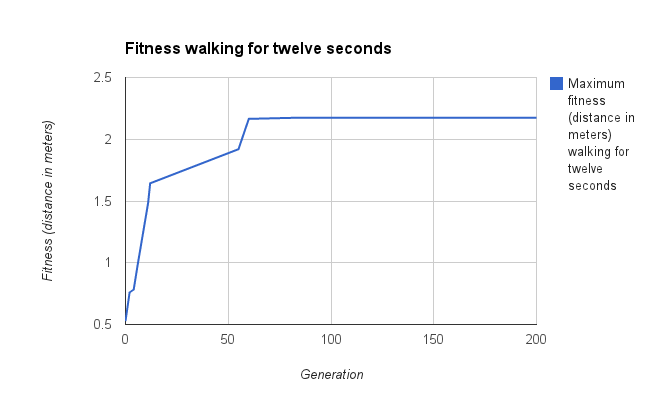 Fitness walking for twelve seconds
2.5
2
1.5
1
0.5
Fitness (distance in meters)
0 50 100 150 200
Generation
Maximum
fitness
(distance in
meters)
walking for
twelve
seconds